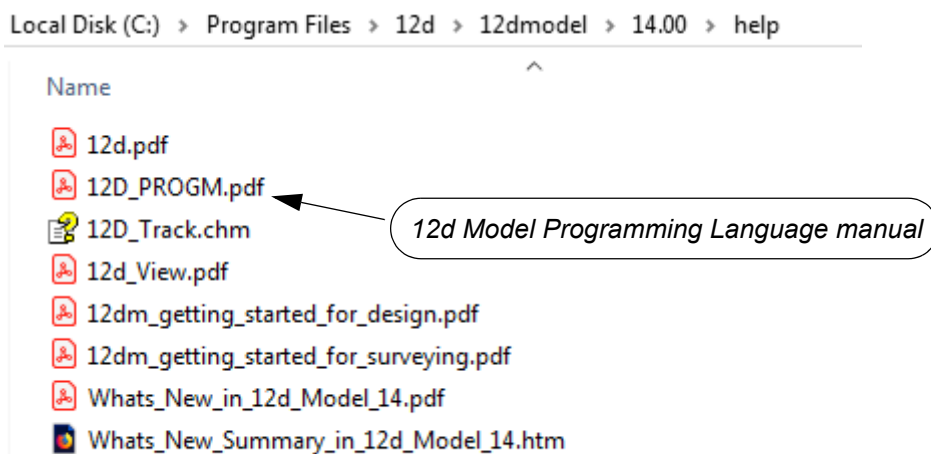 Local Disk (C:) > Program Files > 12d > 12dmodel > 14.00 > help
Name
12d.pdf
12D_PROGM.pdf
12d Model Programming Language manual
12D_Track.chm
12d_View.pdf
12dm_getting_started_for_design.pdf
12dm_getting_started_for_surveying.pdf
Whats_New_in_12d_Model_14.pdf
Whats_New_Summary_in_12d_Model_14.htm